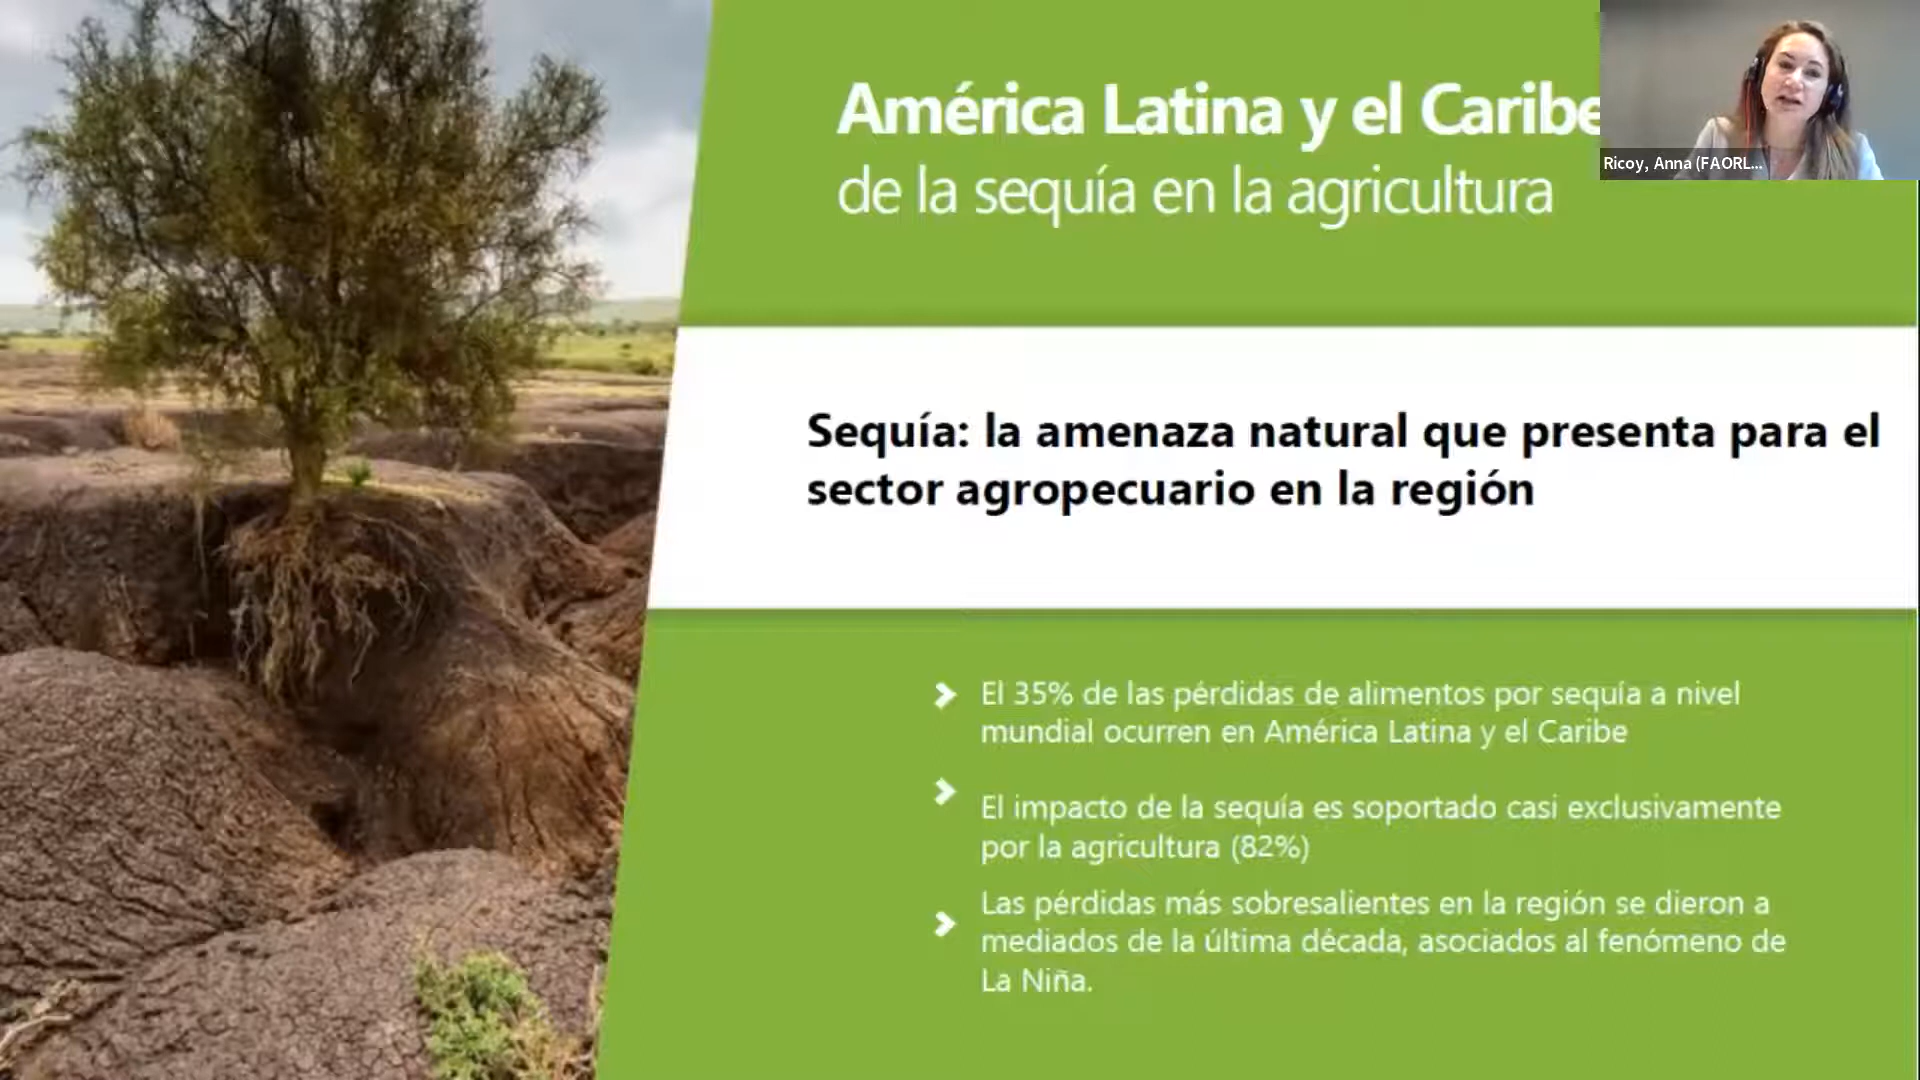 América Latina y el Caribe
de la sequía en la agricultura
Ricoy, Anna (FAORL...
Sequía: la amenaza natural que presenta para el
sector agropecuario en la región
El 35% de las pérdidas de alimentos por sequía a nivel
mundial ocurren en América Latina y el Caribe
El impacto de la sequía es soportado casi exclusivamente
por la agricultura (82%)
Las pérdidas más sobresalientes en la región se dieron a
mediados de la última década, asociados al fenómeno de
La Niña.